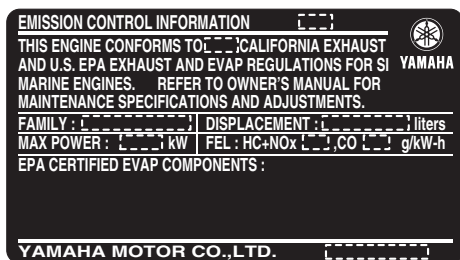 EMISSION CONTROL INFORMATION
THIS ENGINE CONFORMS TO CALIFORNIA EXHAUST
AND U.S. EPA EXHAUST AND EVAP REGULATIONS FOR SI
MARINE ENGINES. REFER TO OWNER'S MANUAL FOR
MAINTENANCE SPECIFICATIONS AND ADJUSTMENTS.
YAMAHA
FAMILY : DISPLACEMENT : liters
MAX POWER : kW FEL : HC+NOx ,CO g/kW-h
EPA CERTIFIED EVAP COMPONENTS :
YAMAHA MOTOR CO.,LTD.